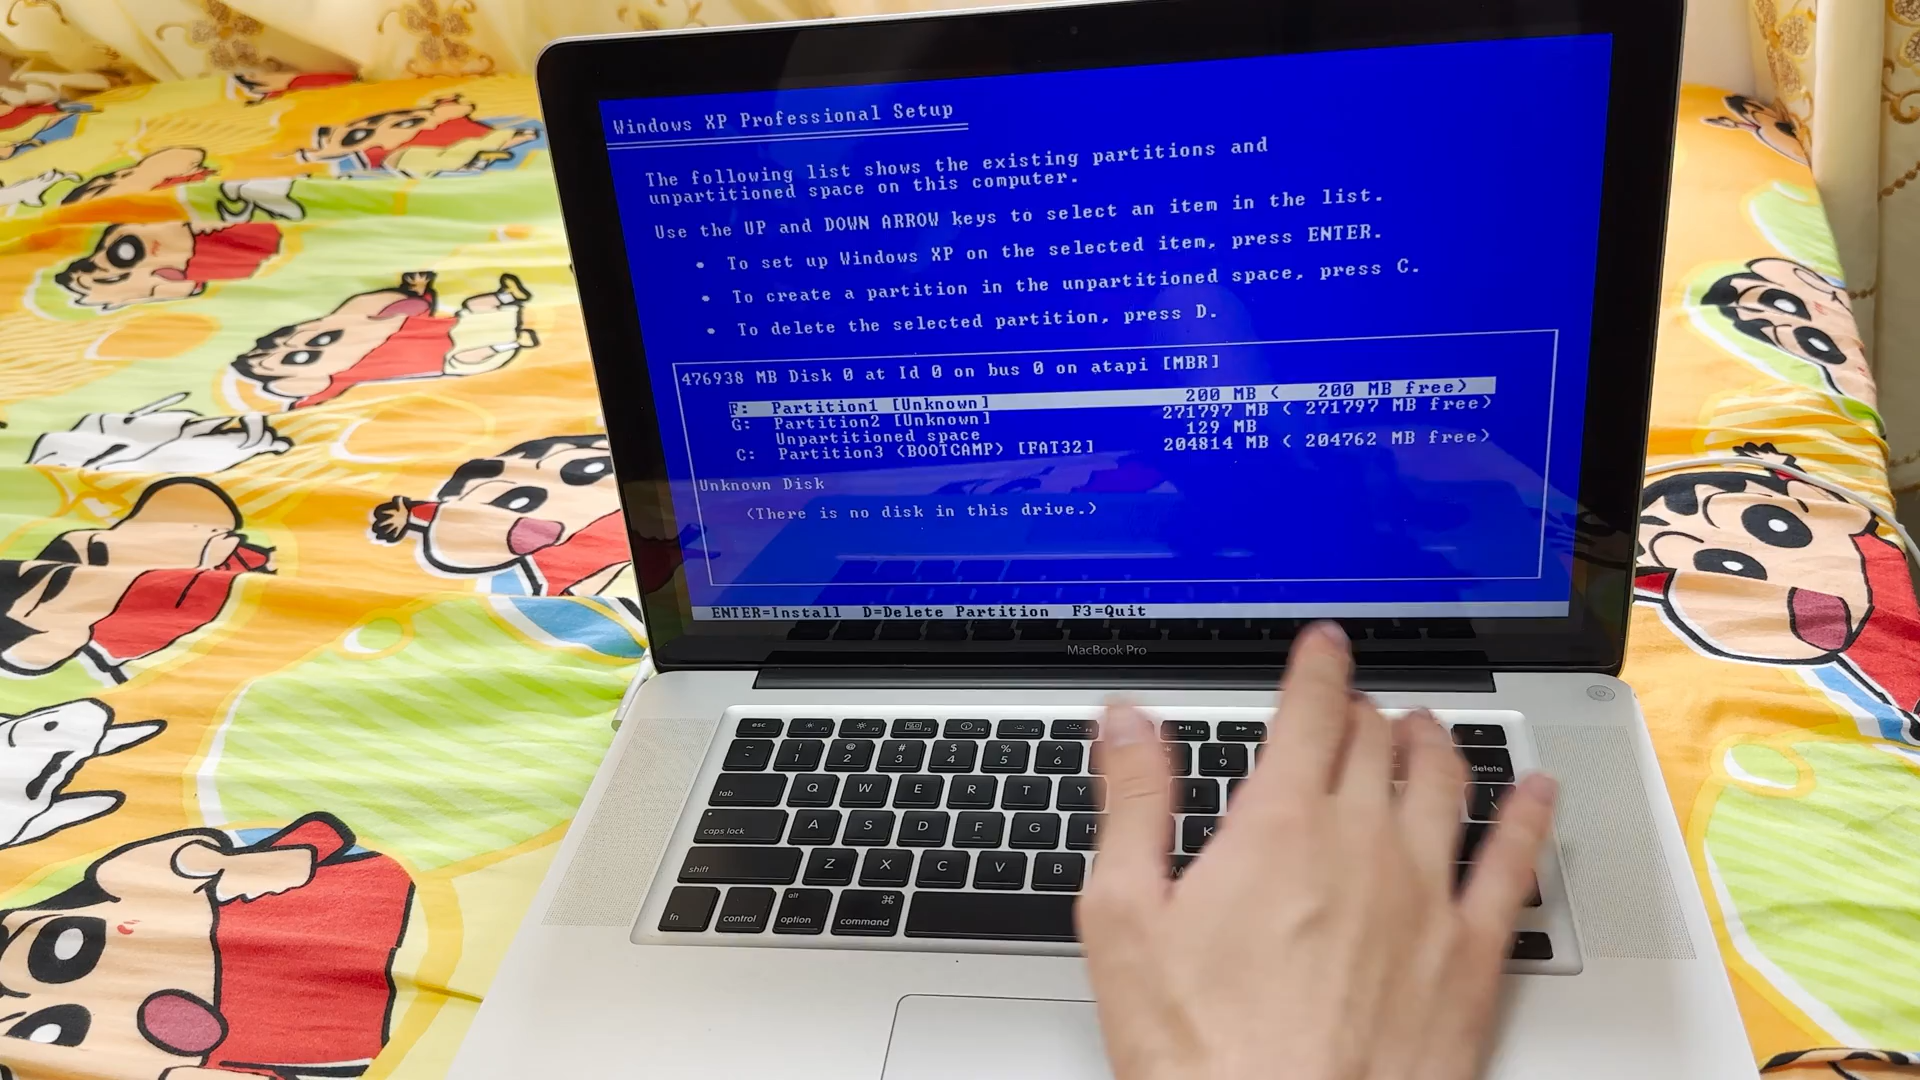 Windows XP Professional Setup
The following list shows the existing partitions and
unpartitioned space on this computer.
Use the UP and DOWN ARROW keys to select an item in the list.
• To set up Windows XP on the selected item, press ENTER.
• To create a partition in the unpartitioned space, press C.
• To delete the selected partition, press D.
476938 MB Disk 0 at Id 0 on bus 0 on atapi [MBR]
F: Partition1 [Unknown] 200 MB ( 200 MB free)
G: Partition2 [Unknown] 271797 MB ( 271797 MB free)
Unpartitioned space 129 MB
C: Partition3 (BOOTCAMP) [FAT32] 204814 MB ( 204762 MB free)
Unknown Disk
(There is no disk in this drive.)
ENTER=Install D=Delete Partition F3=Quit
MacBook Pro
esc
~ ! 1 @ 2 # 3 $ 4 % 5 ^ 6 ( 9 delete
tab Q W E R T Y I
caps lock A S D F G H K
shift Z X C V B M
fn control alt option ⌘ command